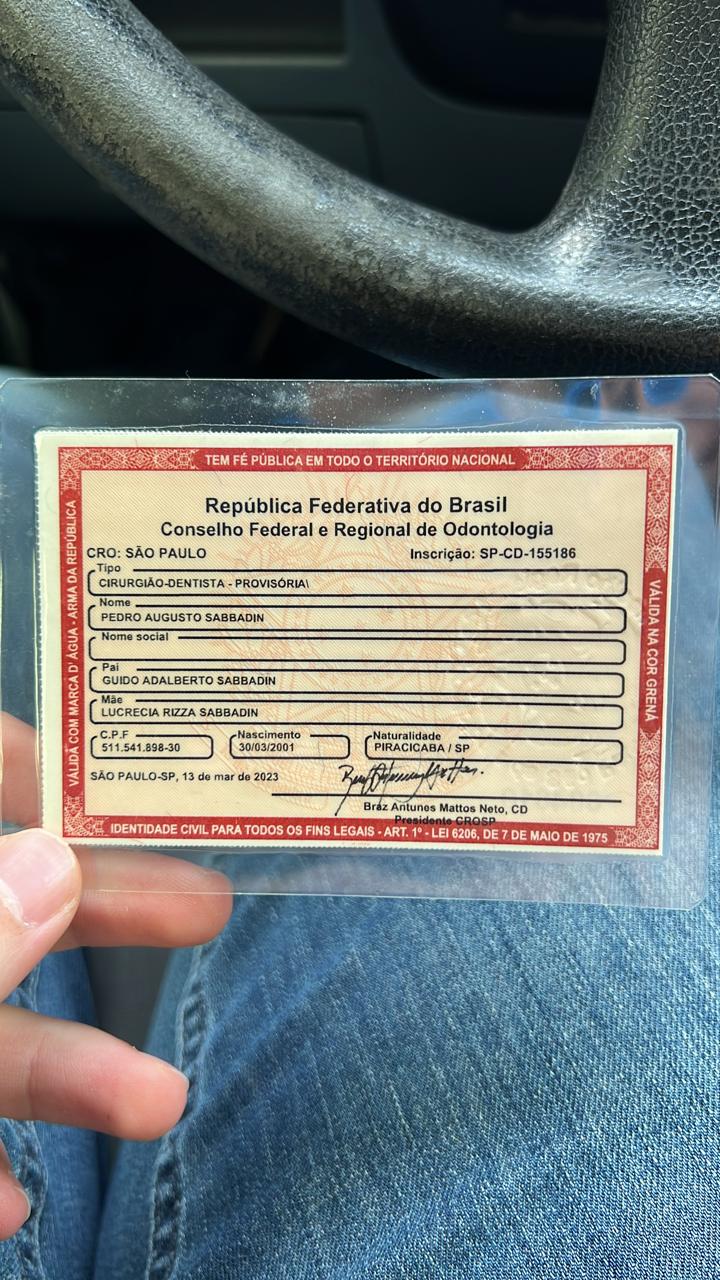 TEM FÉ PÚBLICA EM TODO O TERRITÓRIO NACIONAL
VÁLIDA COM MARCA D' ÁGUA - ARMA DA REPÚBLICA
República Federativa do Brasil
Conselho Federal e Regional de Odontologia
CRO: SÃO PAULO Inscrição: SP-CD-155186
Tipo
CIRURGIÃO-DENTISTA - PROVISÓRIA\
Nome
PEDRO AUGUSTO SABBADIN
Nome social
Pai
GUIDO ADALBERTO SABBADIN
Mãe
LUCRECIA RIZZA SABBADIN
C.P.F Nascimento Naturalidade
511.541.898-30 30/03/2001 PIRACICABA / SP
SÃO PAULO-SP, 13 de mar de 2023
Braz Antunes Mattos Neto, CD
Presidente CROSP
VÁLIDA NA COR GRENÁ
IDENTIDADE CIVIL PARA TODOS OS FINS LEGAIS - ART. 1º - LEI 6206, DE 7 DE MAIO DE 1975